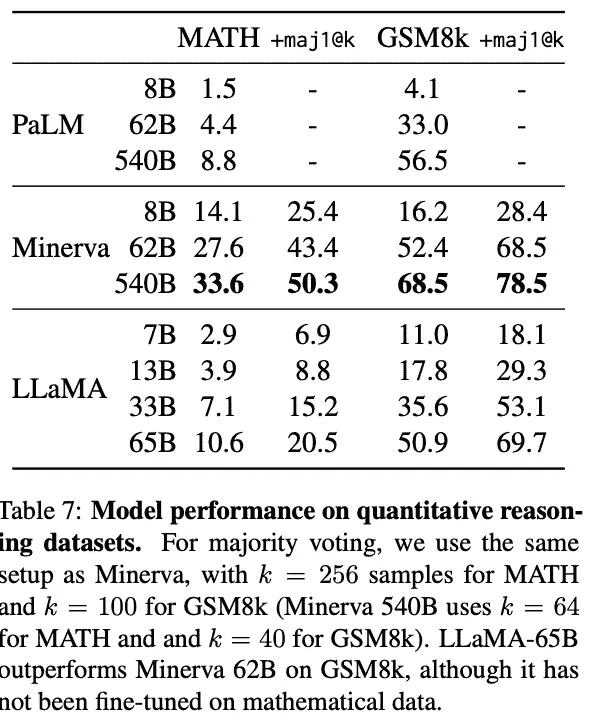 MATH +maj1@k GSM8k +maj1@k
8B 1.5 - 4.1 -
PaLM 62B 4.4 - 33.0 -
540B 8.8 - 56.5 -
8B 14.1 25.4 16.2 28.4
Minerva 62B 27.6 43.4 52.4 68.5
540B 33.6 50.3 68.5 78.5
7B 2.9 6.9 11.0 18.1
13B 3.9 8.8 17.8 29.3
LLaMA
33B 7.1 15.2 35.6 53.1
65B 10.6 20.5 50.9 69.7
Table 7: Model performance on quantitative reason-
ing datasets. For majority voting, we use the same
setup as Minerva, with k = 256 samples for MATH
and k = 100 for GSM8k (Minerva 540B uses k = 64
for MATH and and k = 40 for GSM8k). LLaMA-65B
outperforms Minerva 62B on GSM8k, although it has
not been fine-tuned on mathematical data.